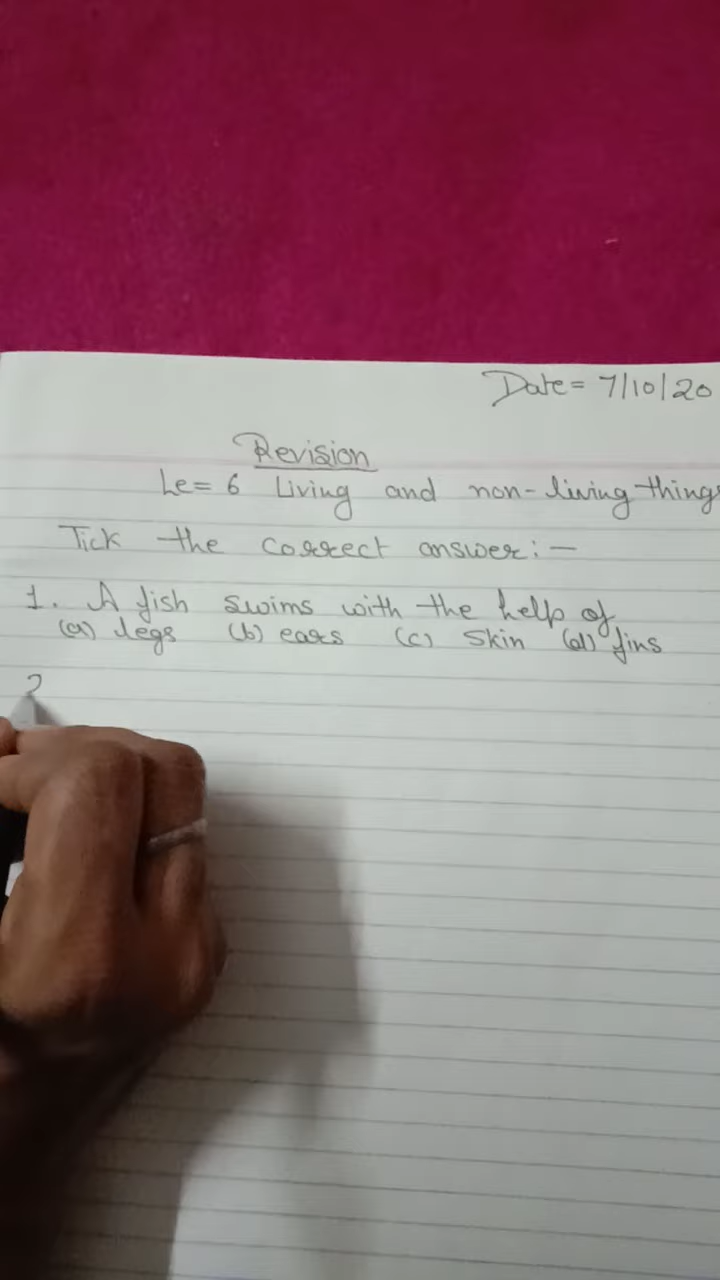 Date= 7/10/20
Revision
Le= 6 Living and non-living things
Tick the correct answer:-
1. A fish swims with the help of
(a) legs (b) ears (c) Skin (d) fins
2